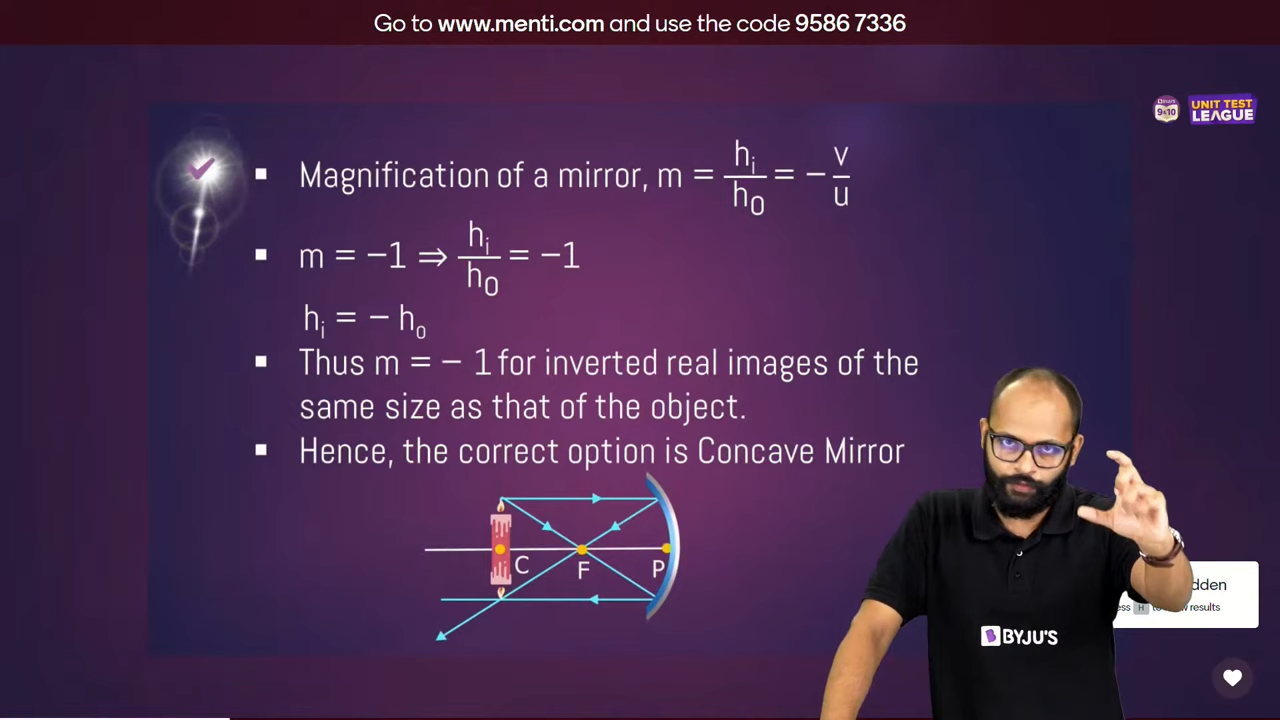 Go to www.menti.com and use the code 9586 7336
9 10
UNIT TEST
LEAGUE
▪ Magnification of a mirror, m = hᵢ/h₀ = − v/u
▪ m = −1 ⇒ hᵢ/h₀ = −1
hᵢ = − hₒ
▪ Thus m = − 1 for inverted real images of the
same size as that of the object.
▪ Hence, the correct option is Concave Mirror
C F P
BYJU'S
H
results